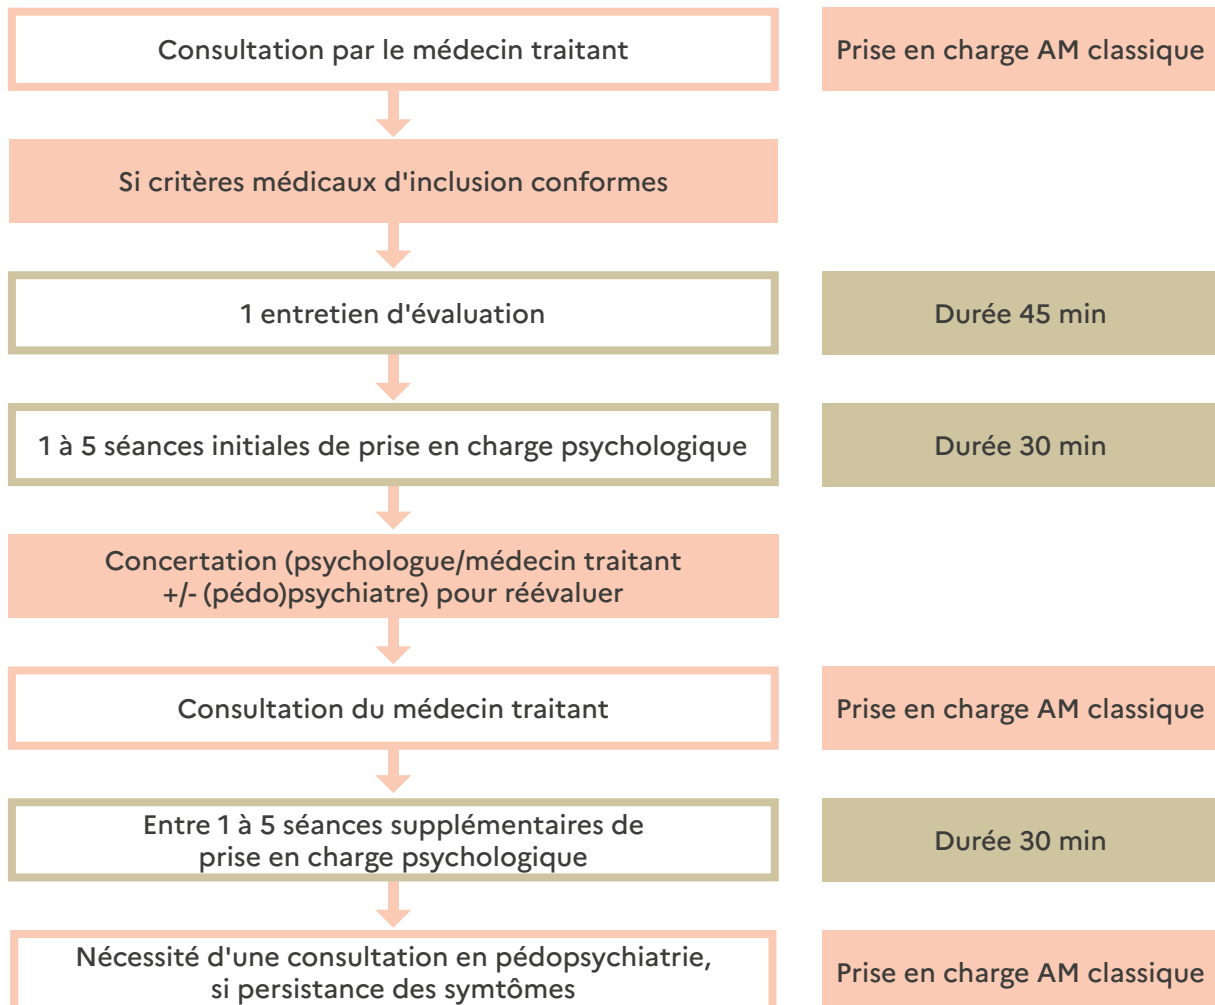 Consultation par le médecin traitant
Prise en charge AM classique
Si critères médicaux d'inclusion conformes
1 entretien d'évaluation
Durée 45 min
1 à 5 séances initiales de prise en charge psychologique
Durée 30 min
Concertation (psychologue/médecin traitant
+/- (pédo)psychiatre) pour réévaluer
Consultation du médecin traitant
Prise en charge AM classique
Entre 1 à 5 séances supplémentaires de
prise en charge psychologique
Durée 30 min
Nécessité d'une consultation en pédopsychiatrie,
si persistance des symtômes
Prise en charge AM classique